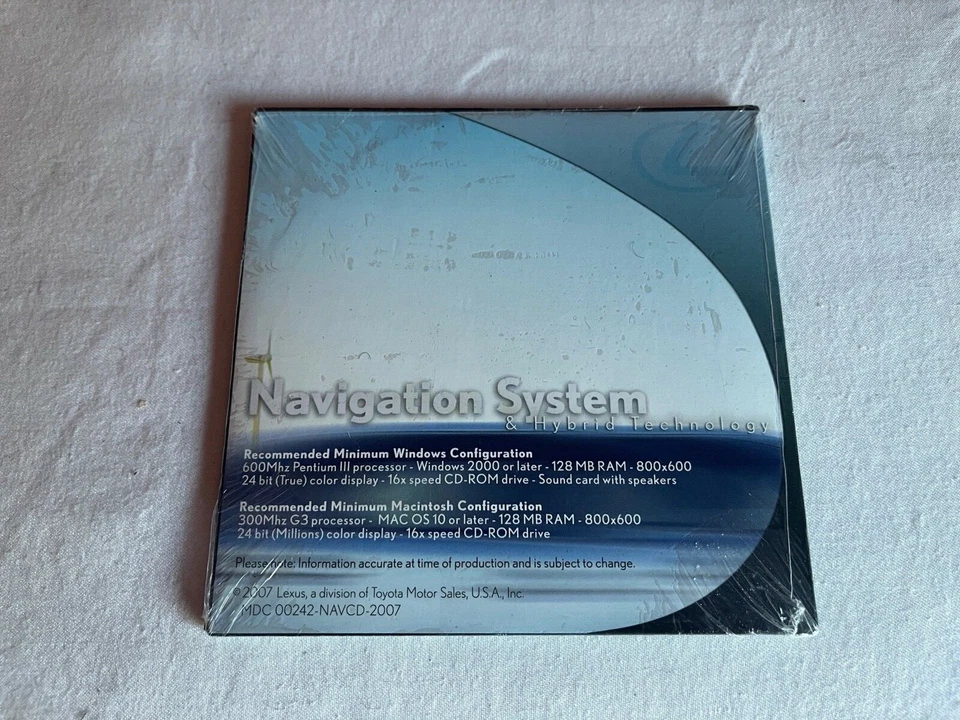 Navigation System
& Hybrid Technology
Recommended Minimum Windows Configuration
600Mhz Pentium III processor - Windows 2000 or later - 128 MB RAM - 800x600
24 bit (True) color display - 16x speed CD-ROM drive - Sound card with speakers
Recommended Minimum Macintosh Configuration
300Mhz G3 processor - MAC OS 10 or later - 128 MB RAM - 800x600
24 bit (Millions) color display - 16x speed CD-ROM drive
Please note: Information accurate at time of production and is subject to change.
© 2007 Lexus, a division of Toyota Motor Sales, U.S.A., Inc.
MDC 00242-NAVCD-2007